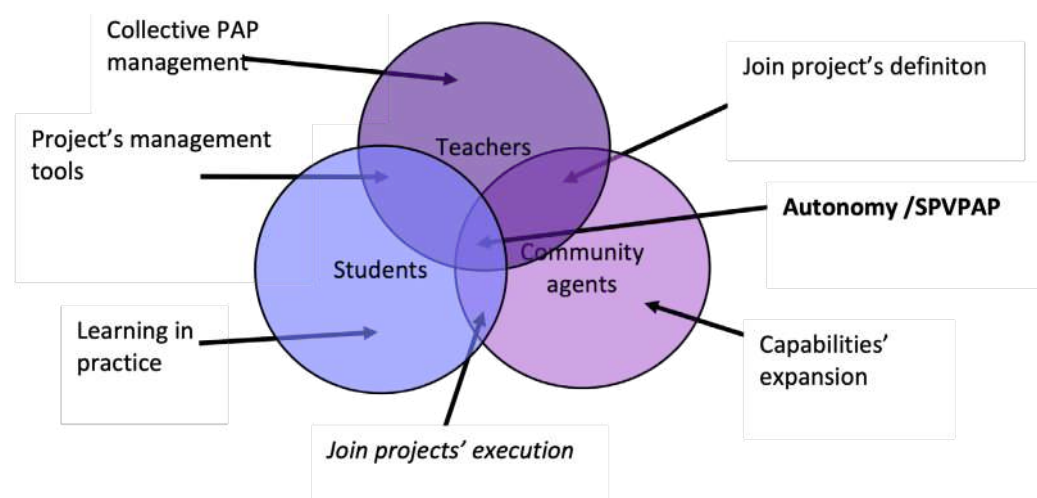 Collective PAP
management
Join project's definiton
Project's management
tools
Teachers
Autonomy /SPVPAP
Community
agents
Students
Learning in
practice
Capabilities'
expansion
Join projects' execution